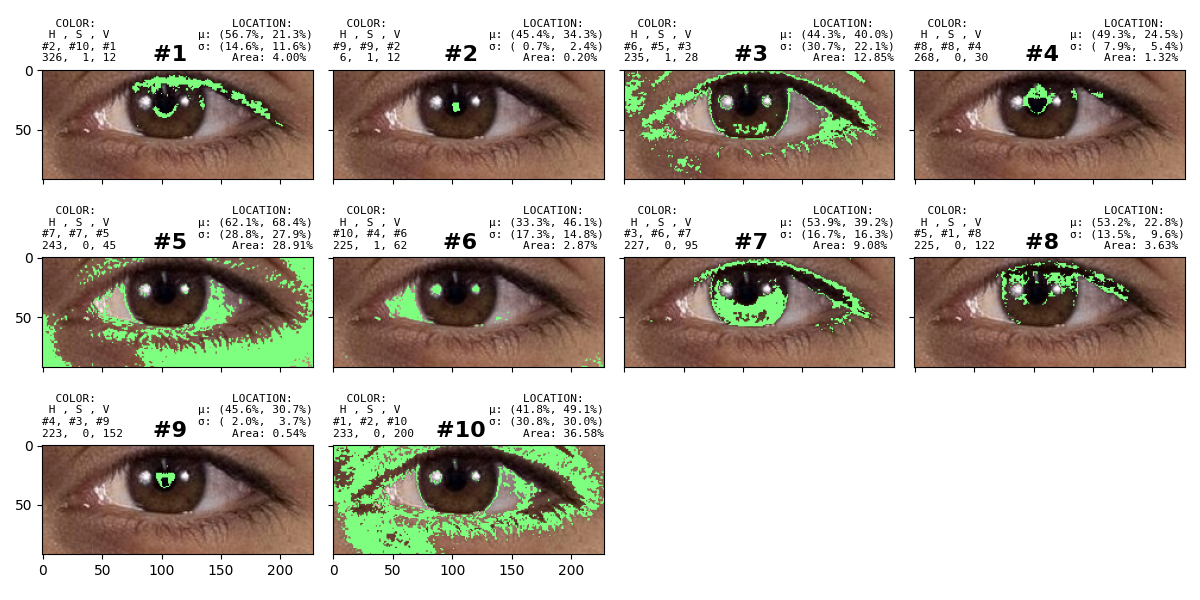 COLOR: LOCATION:
H , S , V μ: (56.7%, 21.3%)
#2, #10, #1 #1 σ: (14.6%, 11.6%)
326, 1, 12 Area: 4.00%
COLOR: LOCATION:
H , S , V μ: (45.4%, 34.3%)
#9, #9, #2 #2 σ: ( 0.7%, 2.4%)
6, 1, 12 Area: 0.20%
COLOR: LOCATION:
H , S , V μ: (44.3%, 40.0%)
#6, #5, #3 #3 σ: (30.7%, 22.1%)
235, 1, 28 Area: 12.85%
COLOR: LOCATION:
H , S , V μ: (49.3%, 24.5%)
#8, #8, #4 #4 σ: ( 7.9%, 5.4%)
268, 0, 30 Area: 1.32%
0
50
COLOR: LOCATION:
H , S , V μ: (62.1%, 68.4%)
#7, #7, #5 #5 σ: (28.8%, 27.9%)
243, 0, 45 Area: 28.91%
COLOR: LOCATION:
H , S , V μ: (33.3%, 46.1%)
#10, #4, #6 #6 σ: (17.3%, 14.8%)
225, 1, 62 Area: 2.87%
COLOR: LOCATION:
H , S , V μ: (53.9%, 39.2%)
#3, #6, #7 #7 σ: (16.7%, 16.3%)
227, 0, 95 Area: 9.08%
COLOR: LOCATION:
H , S , V μ: (53.2%, 22.8%)
#5, #1, #8 #8 σ: (13.5%, 9.6%)
225, 0, 122 Area: 3.63%
0
50
COLOR: LOCATION:
H , S , V μ: (45.6%, 30.7%)
#4, #3, #9 #9 σ: ( 2.0%, 3.7%)
223, 0, 152 Area: 0.54%
COLOR: LOCATION:
H , S , V μ: (41.8%, 49.1%)
#1, #2, #10 #10 σ: (30.8%, 30.0%)
233, 0, 200 Area: 36.58%
0
50
0 50 100 150 200
0 50 100 150 200